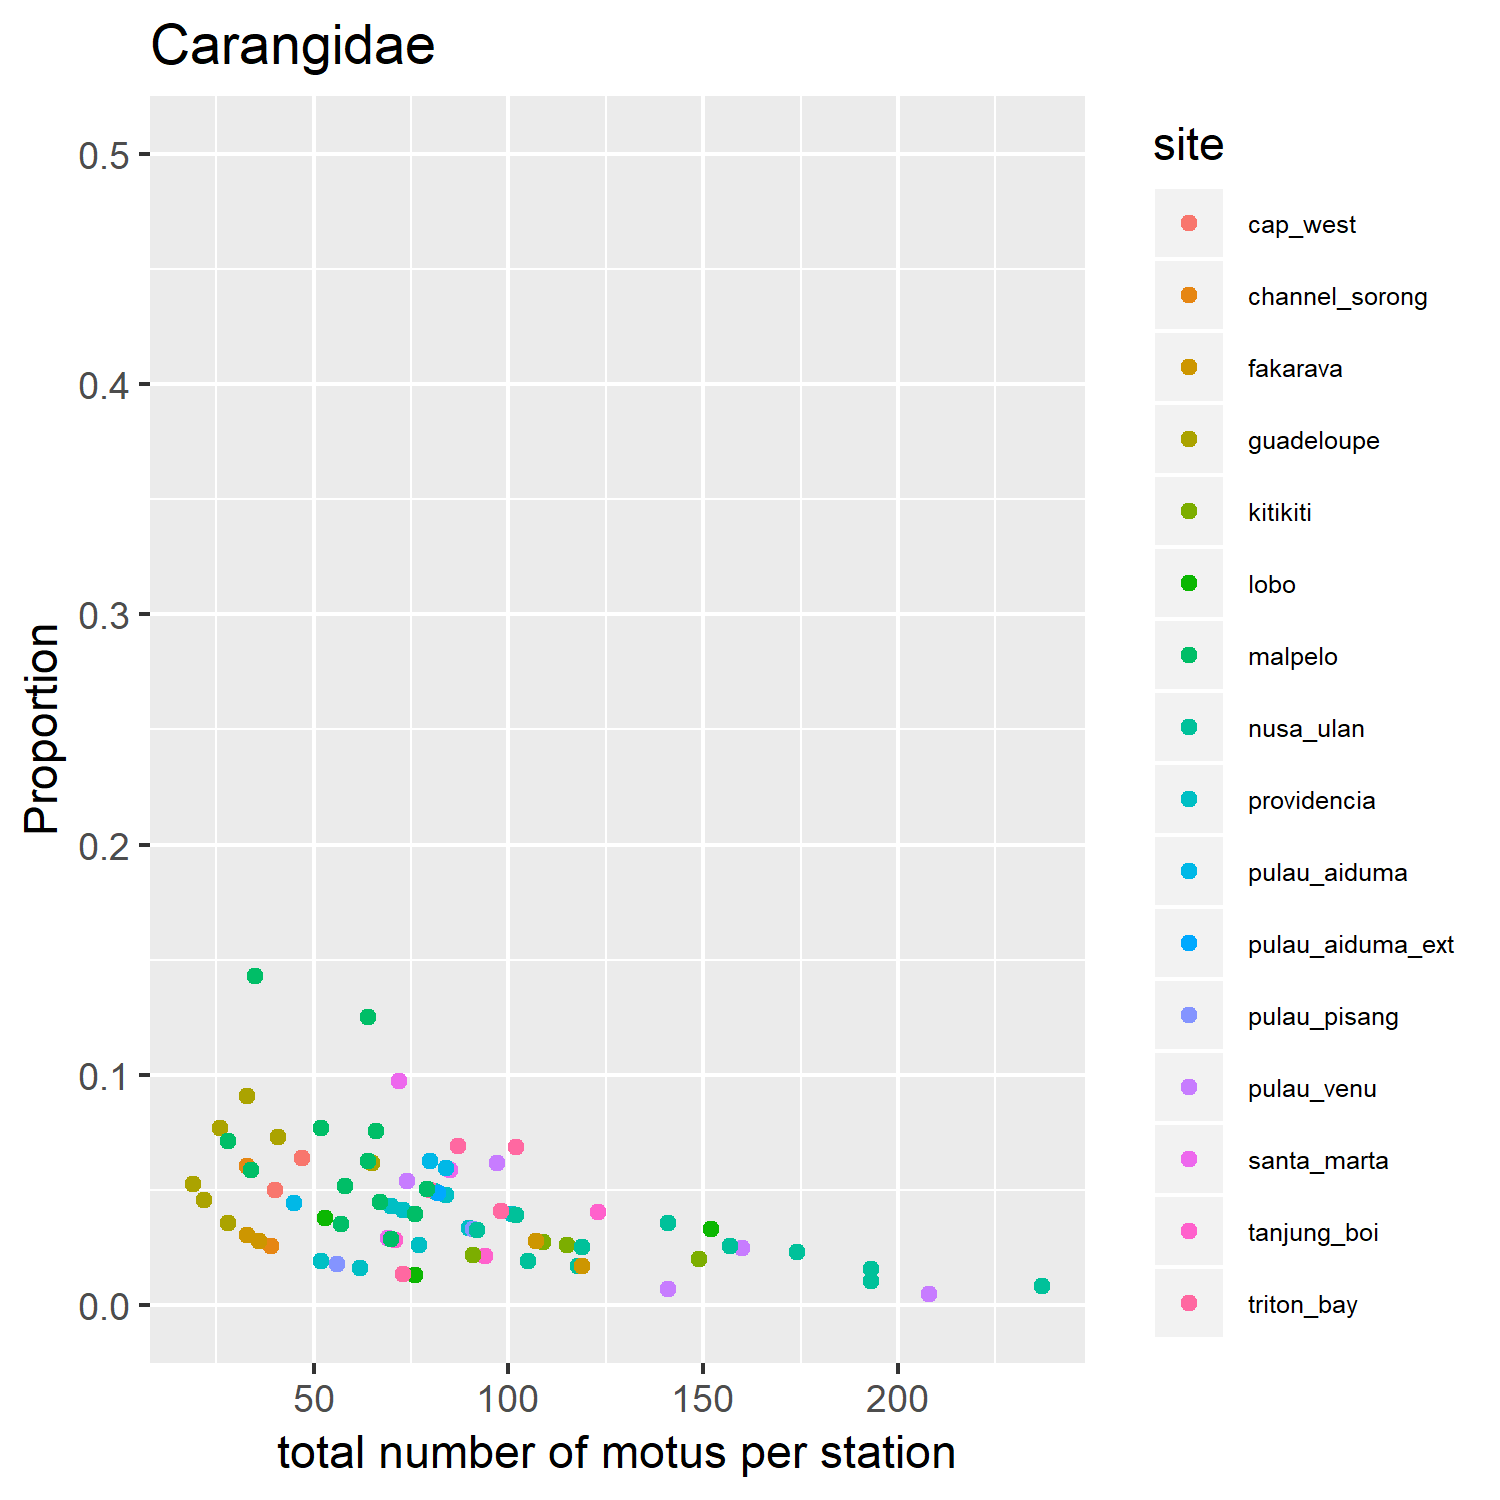 Carangidae
0.5
0.4
0.3
0.2
0.1
0.0
Proportion
50 100 150 200
total number of motus per station
site
cap_west
channel_sorong
fakarava
guadeloupe
kitikiti
lobo
malpelo
nusa_ulan
providencia
pulau_aiduma
pulau_aiduma_ext
pulau_pisang
pulau_venu
santa_marta
tanjung_boi
triton_bay